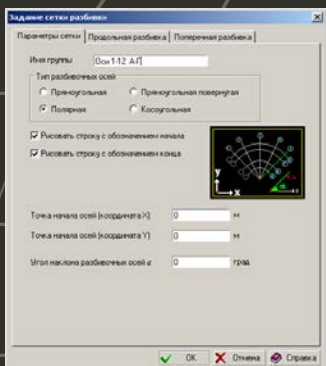 Задание сетки разбивки
Параметры сетки Продольная разбивка Поперечная разбивка
Имя группы Оси 1-12 А-Г
Тип разбивочных осей
Прямоугольная Прямоугольная повернутая
Полярная Косоугольная
Рисовать строку с обозначением начала
Рисовать строку с обозначением конца
y
x
Точка начала осей (координата X) 0 м
Точка начала осей (координата Y) 0 м
Угол наклона разбивочных осей α 0 град
OK Отмена Справка